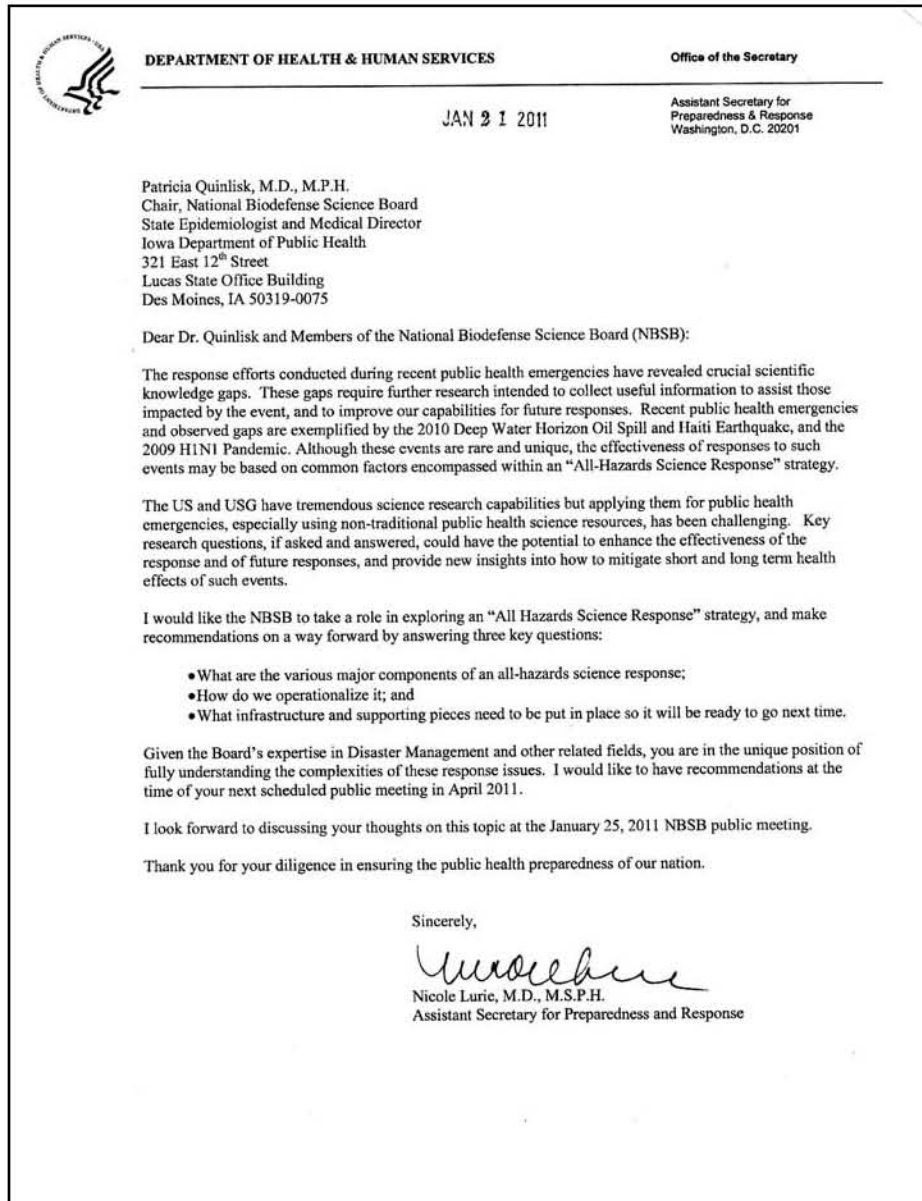 DEPARTMENT OF HEALTH & HUMAN SERVICES
Office of the Secretary
JAN 21 2011
Assistant Secretary for
Preparedness & Response
Washington, D.C. 20201
Patricia Quinlisk, M.D., M.P.H.
Chair, National Biodefense Science Board
State Epidemiologist and Medical Director
Iowa Department of Public Health
321 East 12th Street
Lucas State Office Building
Des Moines, IA 50319-0075
Dear Dr. Quinlisk and Members of the National Biodefense Science Board (NBSB):
The response efforts conducted during recent public health emergencies have revealed crucial scientific
knowledge gaps. These gaps require further research intended to collect useful information to assist those
impacted by the event, and to improve our capabilities for future responses. Recent public health emergencies
and observed gaps are exemplified by the 2010 Deep Water Horizon Oil Spill and Haiti Earthquake, and the
2009 H1N1 Pandemic. Although these events are rare and unique, the effectiveness of responses to such
events may be based on common factors encompassed within an “All-Hazards Science Response” strategy.
The US and USG have tremendous science research capabilities but applying them for public health
emergencies, especially using non-traditional public health science resources, has been challenging. Key
research questions, if asked and answered, could have the potential to enhance the effectiveness of the
response and of future responses, and provide new insights into how to mitigate short and long term health
effects of such events.
I would like the NBSB to take a role in exploring an “All Hazards Science Response” strategy, and make
recommendations on a way forward by answering three key questions:
•What are the various major components of an all-hazards science response;
•How do we operationalize it; and
•What infrastructure and supporting pieces need to be put in place so it will be ready to go next time.
Given the Board’s expertise in Disaster Management and other related fields, you are in the unique position of
fully understanding the complexities of these response issues. I would like to have recommendations at the
time of your next scheduled public meeting in April 2011.
I look forward to discussing your thoughts on this topic at the January 25, 2011 NBSB public meeting.
Thank you for your diligence in ensuring the public health preparedness of our nation.
Sincerely,
Nicole Lurie, M.D., M.S.P.H.
Assistant Secretary for Preparedness and Response